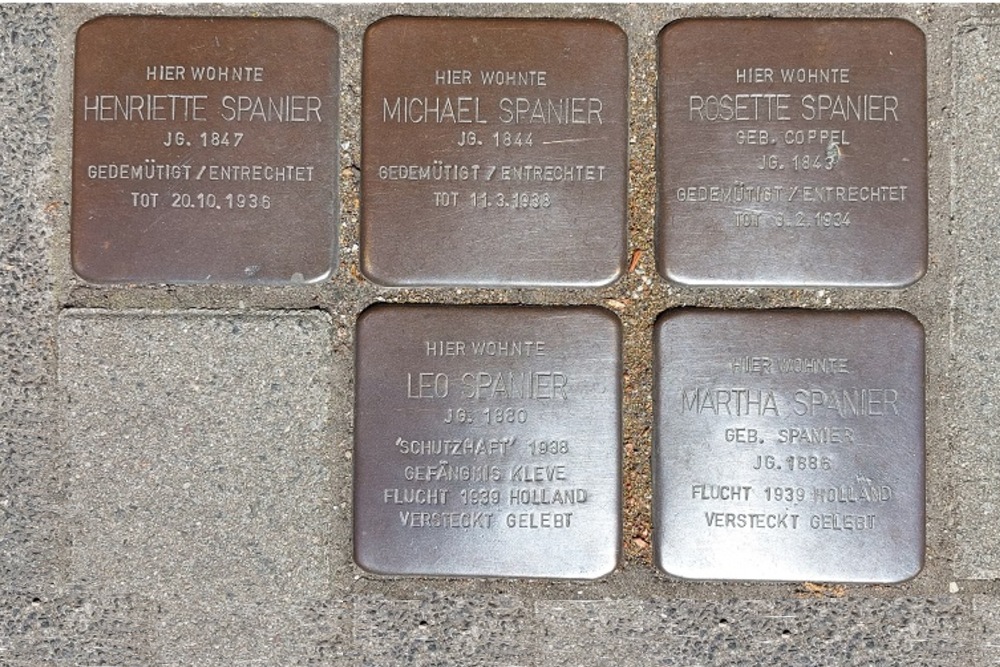 HIER WOHNTE
HENRIETTE SPANIER
JG. 1847
GEDEMÜTIGT / ENTRECHTET
TOT 20.10.1936
HIER WOHNTE
MICHAEL SPANIER
JG. 1844
GEDEMÜTIGT / ENTRECHTET
TOT 11.3.1938
HIER WOHNTE
ROSETTE SPANIER
GEB. COPPEL
JG.
GEDEMÜTIGT / ENTRECHTET
TOT
HIER WOHNTE
LEO SPANIER
JG. 1880
'SCHUTZHAFT' 1938
GEFÄNGNIS KLEVE
FLUCHT 1939 HOLLAND
VERSTECKT GELEBT
HIER WOHNTE
MARTHA SPANIER
GEB. SPANIER
JG. 1886
FLUCHT 1939 HOLLAND
VERSTECKT GELEBT